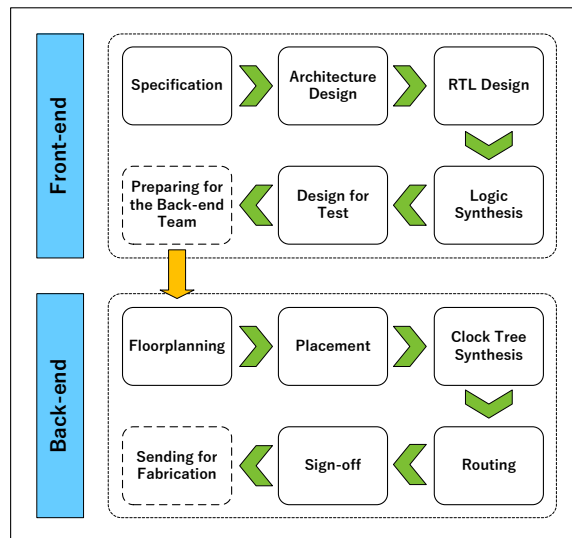 Front-end
Specification
Architecture
Design
RTL Design
Preparing for
the Back-end
Team
Design for
Test
Logic
Synthesis
Back-end
Floorplanning
Placement
Clock Tree
Synthesis
Sending for
Fabrication
Sign-off
Routing